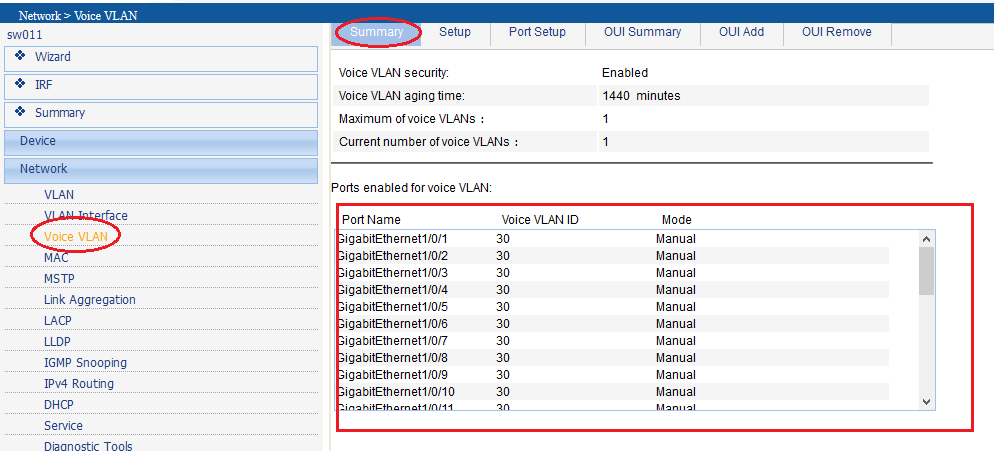 Network > Voice VLAN
sw011
Wizard
IRF
Summary
Device
Network
VLAN
VLAN Interface
Voice VLAN
MAC
MSTP
Link Aggregation
LACP
LLDP
IGMP Snooping
IPv4 Routing
DHCP
Service
Diagnostic Tools
Summary Setup Port Setup OUI Summary OUI Add OUI Remove
Voice VLAN security: Enabled
Voice VLAN aging time: 1440 minutes
Maximum of voice VLANs : 1
Current number of voice VLANs : 1
Ports enabled for voice VLAN:
Port Name Voice VLAN ID Mode
GigabitEthernet1/0/1 30 Manual
GigabitEthernet1/0/2 30 Manual
GigabitEthernet1/0/3 30 Manual
GigabitEthernet1/0/4 30 Manual
GigabitEthernet1/0/5 30 Manual
GigabitEthernet1/0/6 30 Manual
GigabitEthernet1/0/7 30 Manual
GigabitEthernet1/0/8 30 Manual
GigabitEthernet1/0/9 30 Manual
GigabitEthernet1/0/10 30 Manual
GigabitEthernet1/0/11 30 Manual